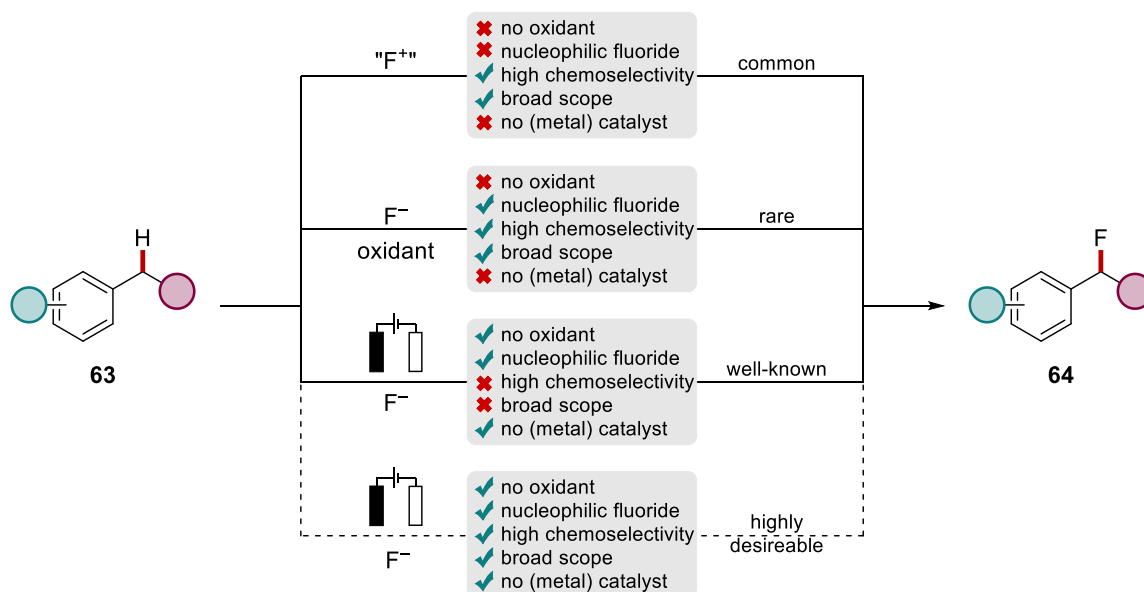 "F+"
no oxidant
nucleophilic fluoride
high chemoselectivity
broad scope
no (metal) catalyst
common
F−
oxidant
no oxidant
nucleophilic fluoride
high chemoselectivity
broad scope
no (metal) catalyst
rare
H
63
F
64
F−
no oxidant
nucleophilic fluoride
high chemoselectivity
broad scope
no (metal) catalyst
well-known
F−
no oxidant
nucleophilic fluoride
high chemoselectivity
broad scope
no (metal) catalyst
highly
desireable